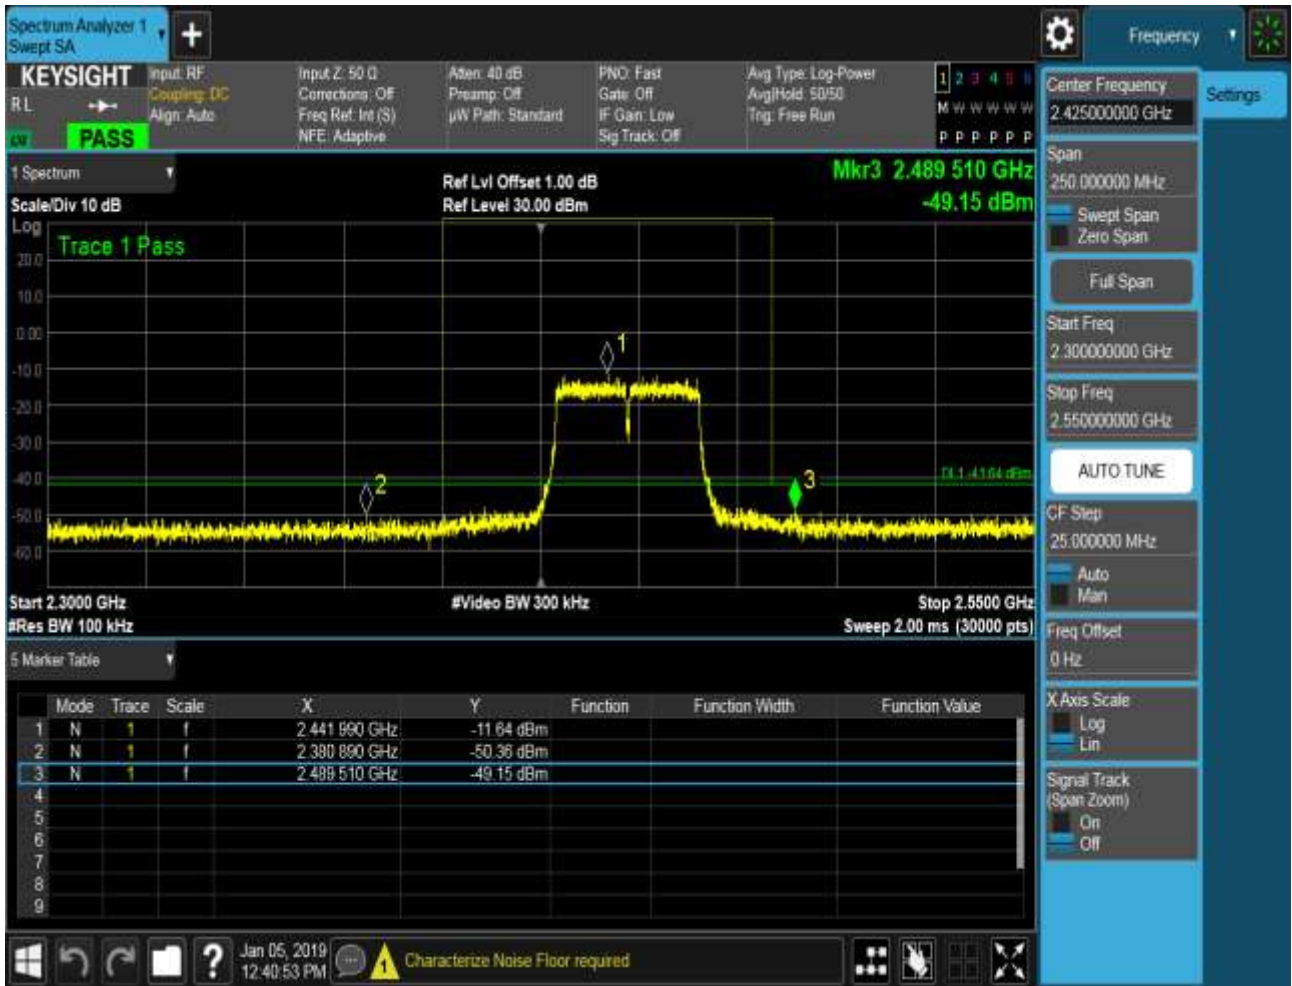 Spectrum Analyzer 1
Swept SA
+
Frequency
KEYSIGHT
RL
PASS
Input: RF
Coupling: DC
Align: Auto
Input Z: 50 Ω
Corrections: Off
Freq Ref: Int (S)
NFE: Adaptive
Atten: 40 dB
Preamp: Off
µW Path: Standard
PNO: Fast
Gate: Off
IF Gain: Low
Sig Track: Off
Avg Type: Log-Power
Avg|Hold: 50/50
Trig: Free Run
1 2 3 4 5 6
M W W W W W
P P P P P P
1 Spectrum
Scale/Div 10 dB
Ref Lvl Offset 1.00 dB
Ref Level 30.00 dBm
Mkr3 2.489 510 GHz
-49.15 dBm
Log
Trace 1 Pass
20.0
10.0
0.00
-10.0
-20.0
-30.0
-40.0
-50.0
-60.0
1
2
3
DL1 -41.64 dBm
Start 2.3000 GHz
#Video BW 300 kHz
Stop 2.5500 GHz
#Res BW 100 kHz
Sweep 2.00 ms (30000 pts)
5 Marker Table
Mode Trace Scale X Y Function Function Width Function Value
1 N 1 f 2.441 990 GHz -11.64 dBm
2 N 1 f 2.380 890 GHz -50.36 dBm
3 N 1 f 2.489 510 GHz -49.15 dBm
4
5
6
7
8
9
Center Frequency
2.425000000 GHz
Settings
Span
250.000000 MHz
Swept Span
Zero Span
Full Span
Start Freq
2.300000000 GHz
Stop Freq
2.550000000 GHz
AUTO TUNE
CF Step
25.000000 MHz
Auto
Man
Freq Offset
0 Hz
X Axis Scale
Log
Lin
Signal Track
(Span Zoom)
On
Off
?
Jan 05, 2019
12:40:53 PM
1
Characterize Noise Floor required